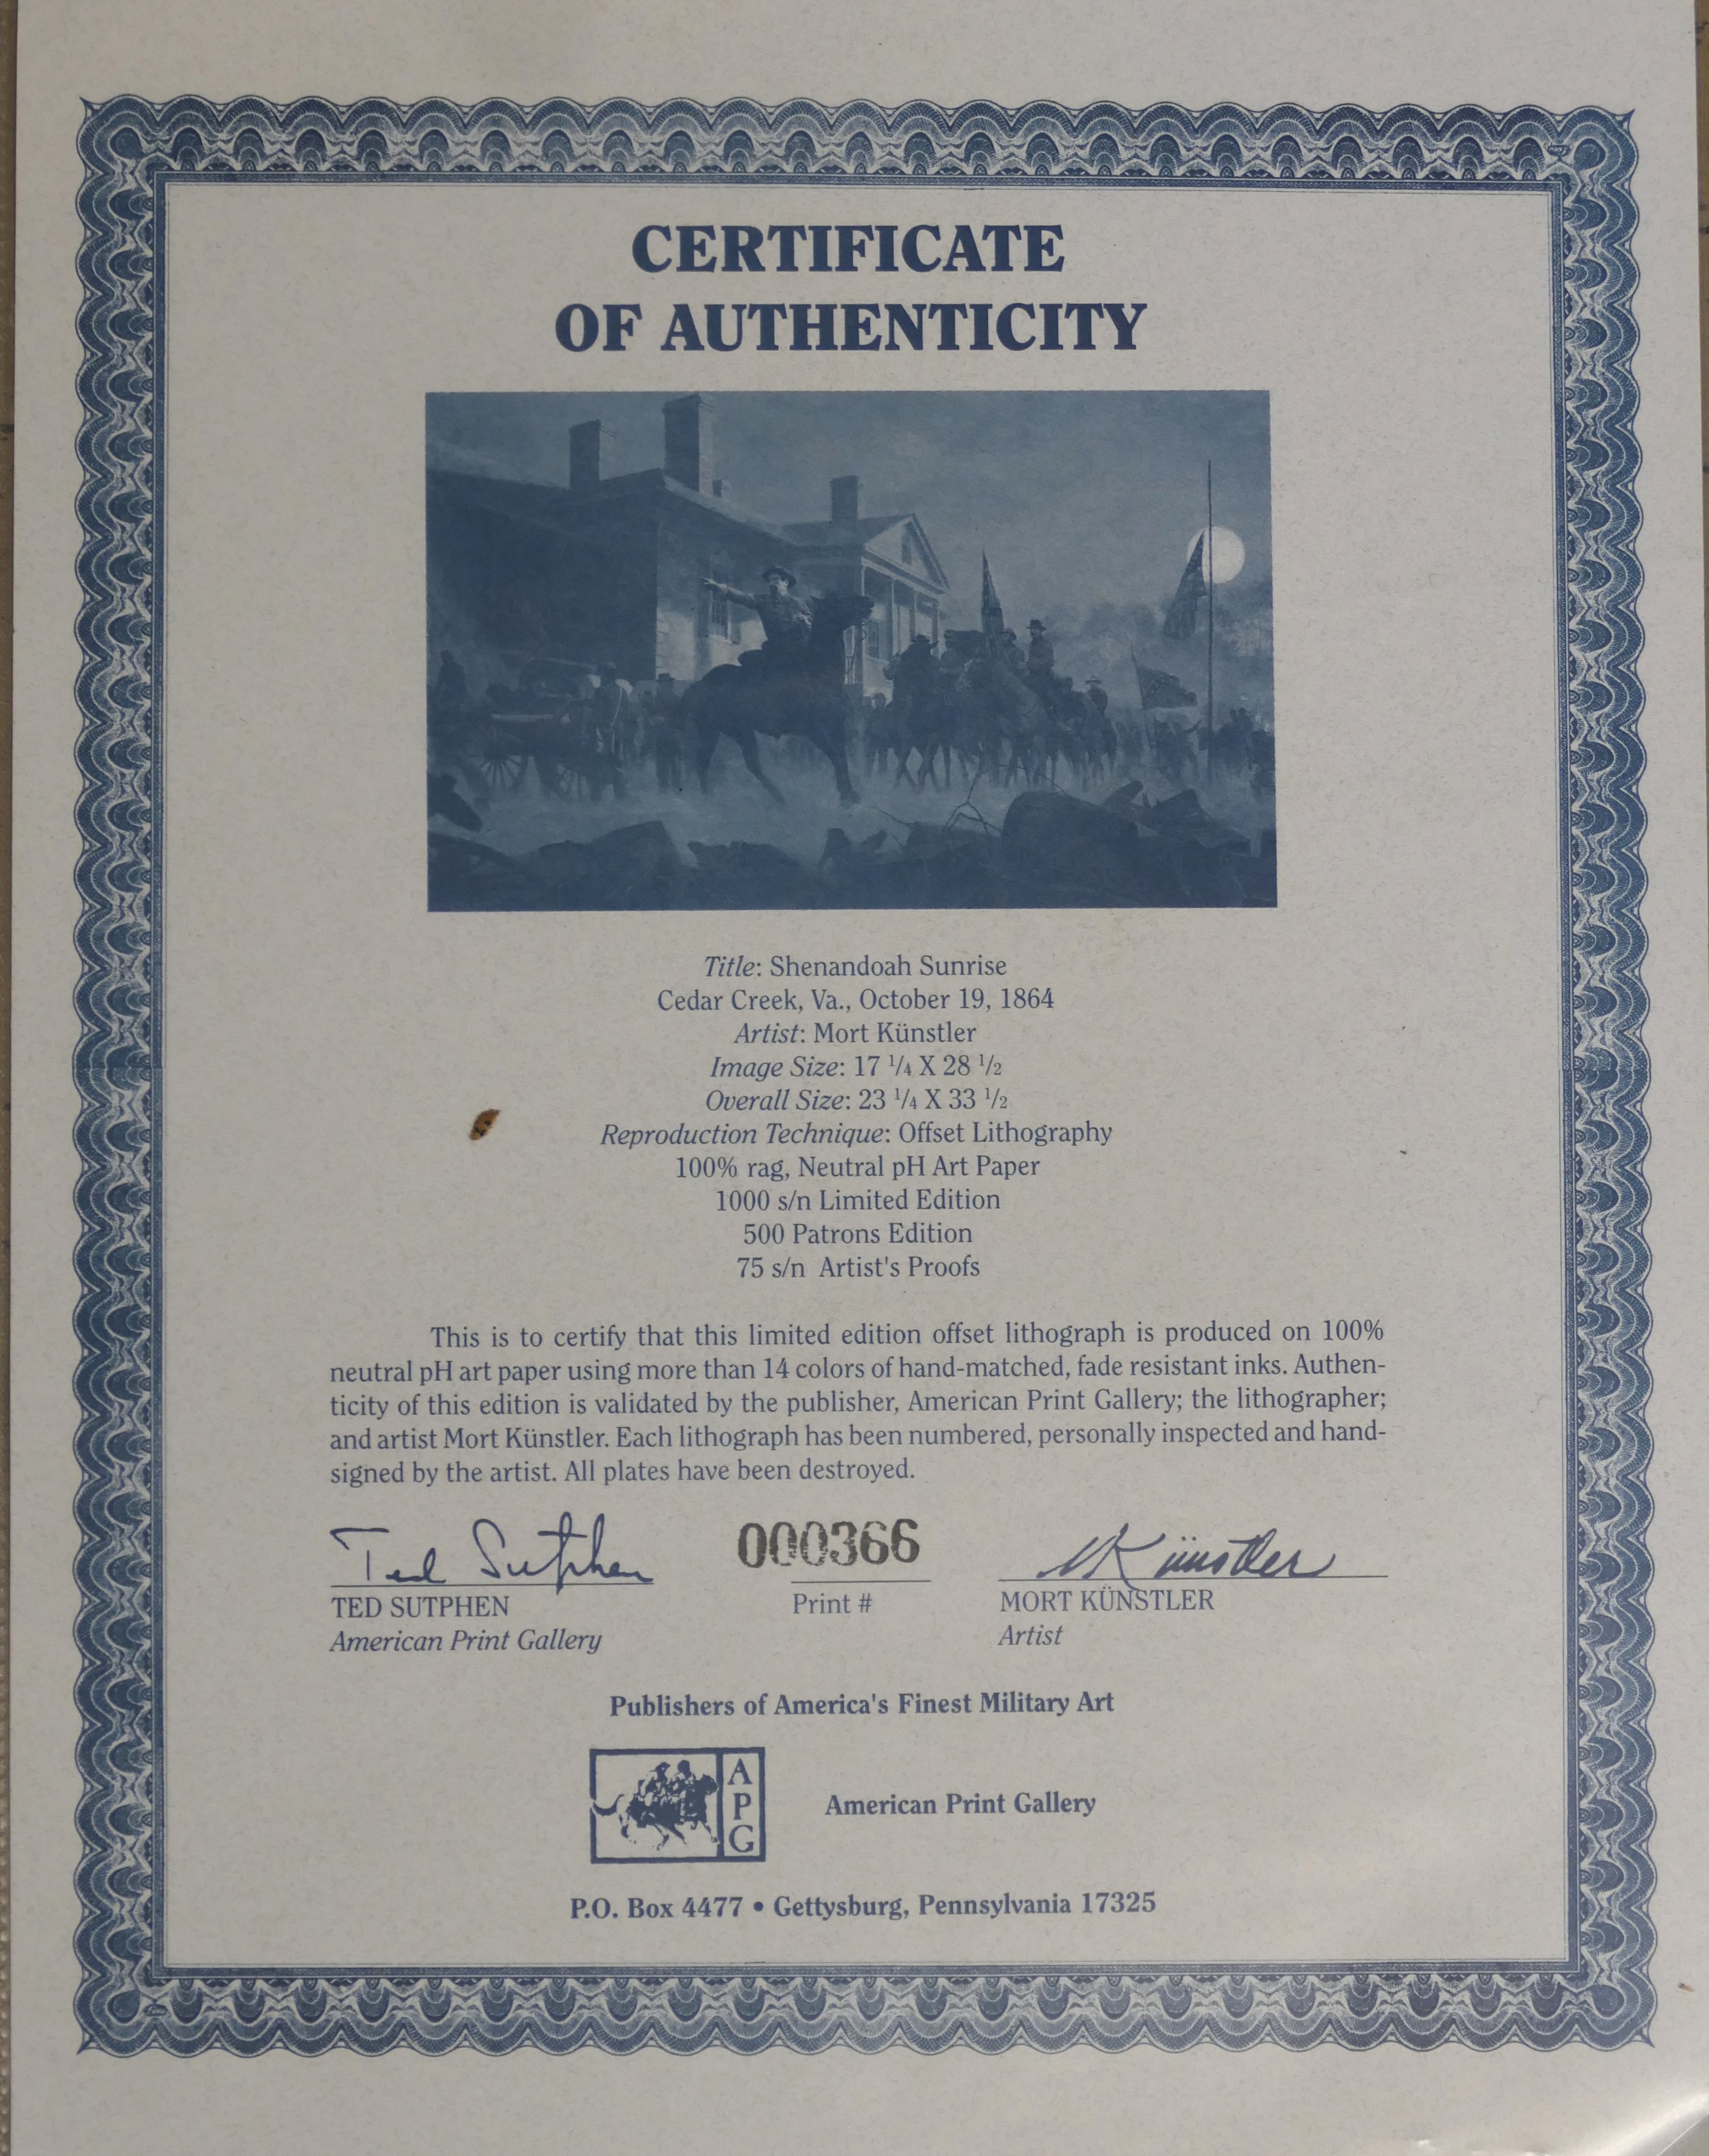 CERTIFICATE
OF AUTHENTICITY
Title: Shenandoah Sunrise
Cedar Creek, Va., October 19, 1864
Artist: Mort Künstler
Image Size: 17 1/4 X 28 1/2
Overall Size: 23 1/4 X 33 1/2
Reproduction Technique: Offset Lithography
100% rag, Neutral pH Art Paper
1000 s/n Limited Edition
500 Patrons Edition
75 s/n Artist's Proofs
This is to certify that this limited edition offset lithograph is produced on 100%
neutral pH art paper using more than 14 colors of hand-matched, fade resistant inks. Authen-
ticity of this edition is validated by the publisher, American Print Gallery; the lithographer;
and artist Mort Künstler. Each lithograph has been numbered, personally inspected and hand-
signed by the artist. All plates have been destroyed.
Ted Sutphen
000366
MKünstler
TED SUTPHEN
Print #
MORT KÜNSTLER
American Print Gallery
Artist
Publishers of America's Finest Military Art
APG
American Print Gallery
P.O. Box 4477 • Gettysburg, Pennsylvania 17325